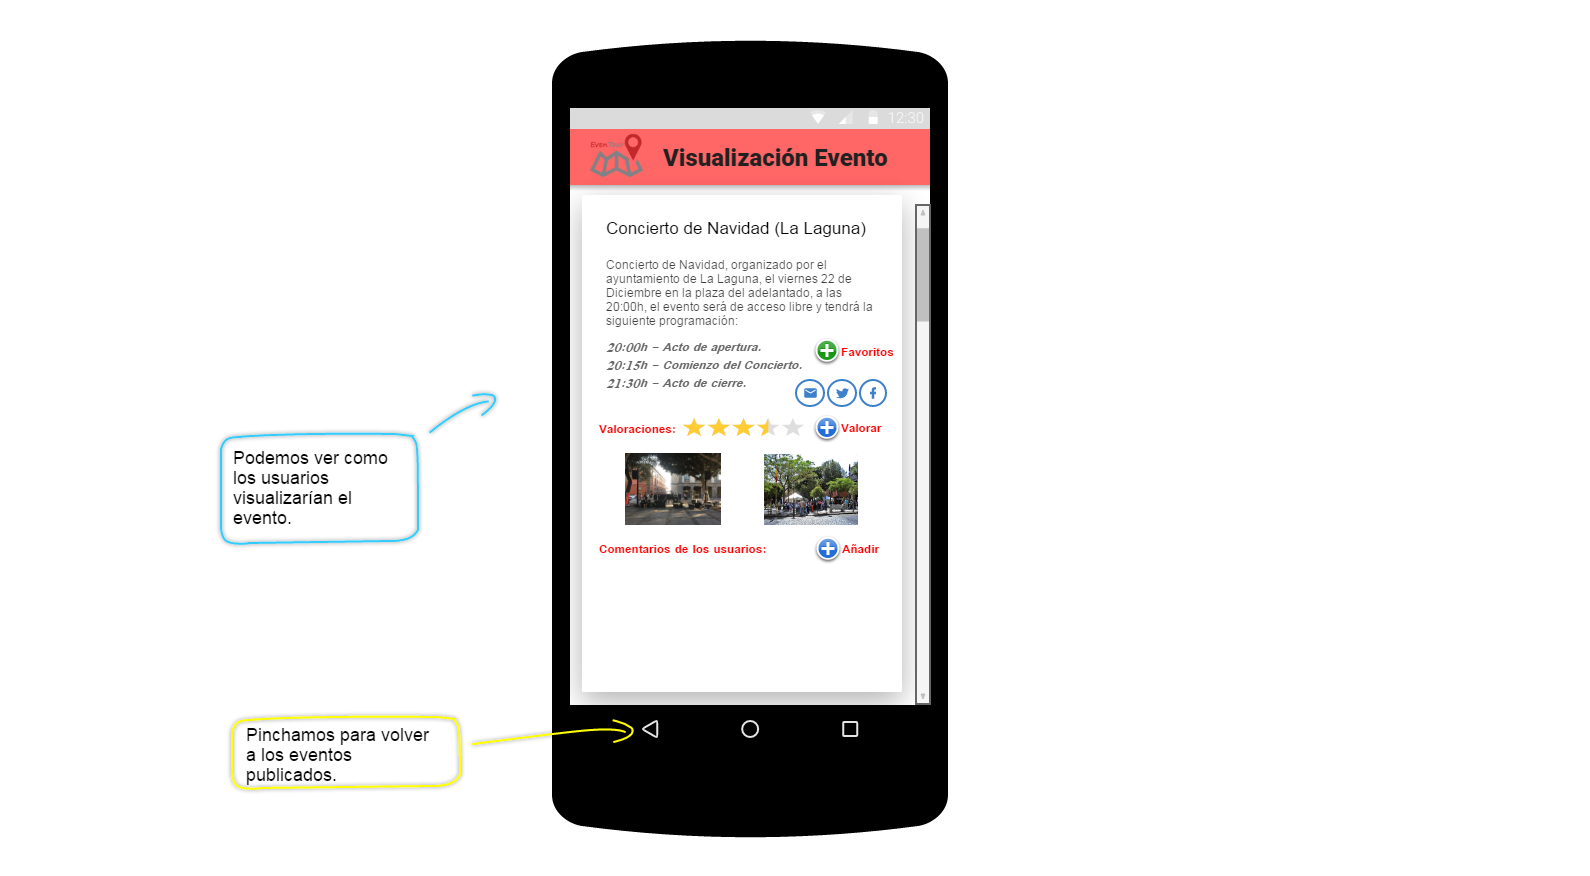 12:30
Visualización Evento
Concierto de Navidad (La Laguna)
Concierto de Navidad, organizado por el
ayuntamiento de La Laguna, el viernes 22 de
Diciembre en la plaza del adelantado, a las
20:00h, el evento será de acceso libre y tendrá la
siguiente programación:
20:00h – Acto de apertura.
20:15h – Comienzo del Concierto.
21:30h – Acto de cierre.
Favoritos
Valoraciones:
Valorar
Comentarios de los usuarios:
Añadir
Podemos ver como
los usuarios
visualizarían el
evento.
Pinchamos para volver
a los eventos
publicados.